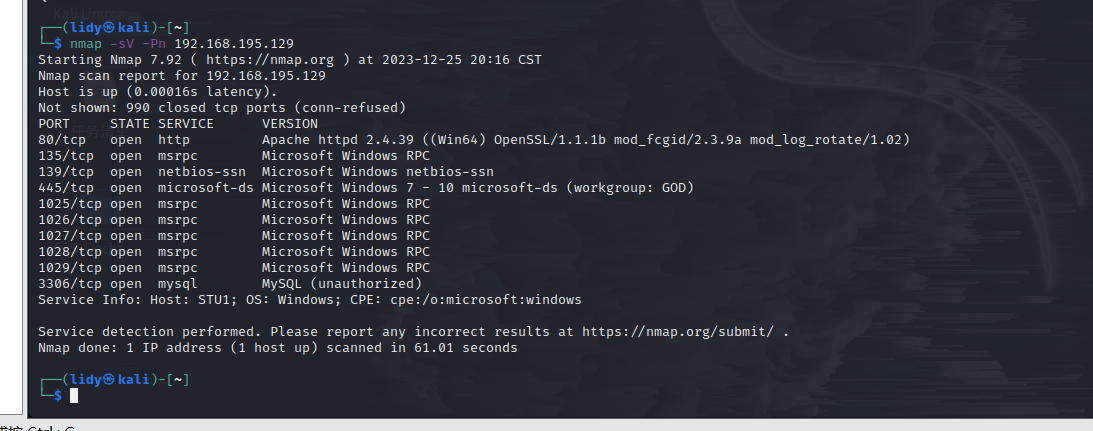 ┌──(lidy㉿kali)-[~]
└─$ nmap -sV -Pn 192.168.195.129
Starting Nmap 7.92 ( https://nmap.org ) at 2023-12-25 20:16 CST
Nmap scan report for 192.168.195.129
Host is up (0.00016s latency).
Not shown: 990 closed tcp ports (conn-refused)
PORT     STATE SERVICE      VERSION
80/tcp   open  http         Apache httpd 2.4.39 ((Win64) OpenSSL/1.1.1b mod_fcgid/2.3.9a mod_log_rotate/1.02)
135/tcp  open  msrpc        Microsoft Windows RPC
139/tcp  open  netbios-ssn  Microsoft Windows netbios-ssn
445/tcp  open  microsoft-ds Microsoft Windows 7 - 10 microsoft-ds (workgroup: GOD)
1025/tcp open  msrpc        Microsoft Windows RPC
1026/tcp open  msrpc        Microsoft Windows RPC
1027/tcp open  msrpc        Microsoft Windows RPC
1028/tcp open  msrpc        Microsoft Windows RPC
1029/tcp open  msrpc        Microsoft Windows RPC
3306/tcp open  mysql        MySQL (unauthorized)
Service Info: Host: STU1; OS: Windows; CPE: cpe:/o:microsoft:windows
Service detection performed. Please report any incorrect results at https://nmap.org/submit/ .
Nmap done: 1 IP address (1 host up) scanned in 61.01 seconds
┌──(lidy㉿kali)-[~]
└─$